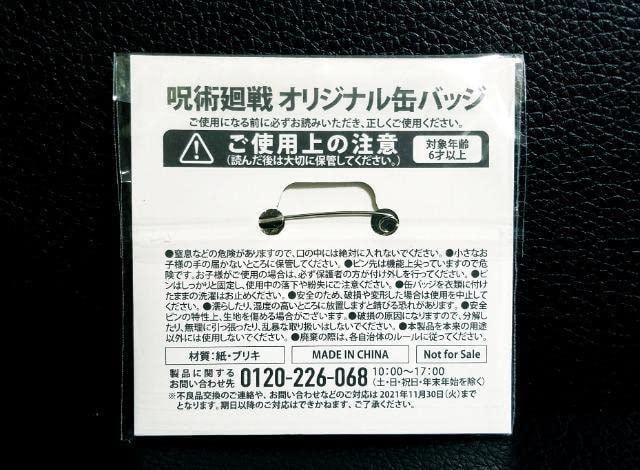 呪術廻戦 オリジナル缶バッジ
ご使用になる前に必ずお読みいただき、正しくご使用ください。
ご使用上の注意
(読んだ後は大切に保管してください。)
対象年齢
6才以上
●窒息などの危険がありますので、口の中には絶対に入れないでください。●小さなお
子様の手の届かないところに保管してください。●ピン先は機能上尖っていますので危
険です。お子様がご使用の場合は、必ず保護者の方が付け外しを行ってください。●ピ
ンはしっかりと固定し、使用中の落下や紛失にご注意ください。●缶バッジを衣類に付け
たままの洗濯はお止めください。●安全のため、破損や変形した場合は使用を中止して
ください。●濡らしたり、湿度の高いところに放置しますと錆びる恐れがあります。●安全
ピンの特性上、生地を傷める場合がございます。●破損の原因になりますので、分解し
たり、無理に引っ張ったり、乱暴な取り扱いはしないでください。●本製品を本来の用途
以外には使用しないでください。●廃棄の際は、各自治体のルールに従ってください。
材質:紙・ブリキ
MADE IN CHINA
Not for Sale
製品に関する
お問い合わせ先
0120-226-068
10:00〜17:00
(土・日・祝日・年末年始を除く)
※不良品交換のご連絡や、お問い合わせなどのご対応は 2021年11月30日(火)まで
となります。期日以降のご対応はできかねます、ご了承ください。